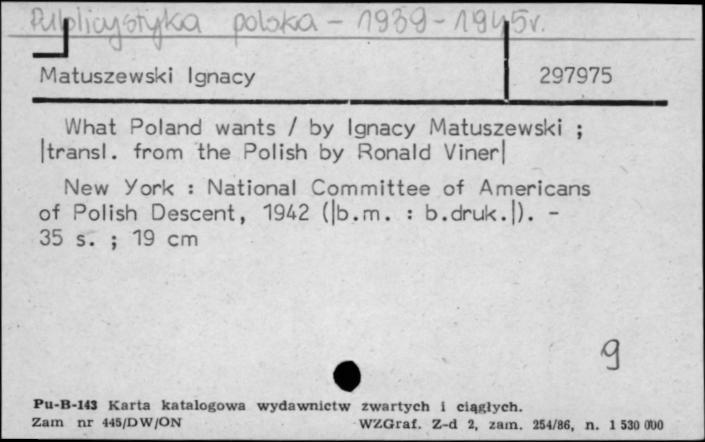 Publicystyka polska - 1939-1945r.
Matuszewski Ignacy 297975
What Poland wants / by Ignacy Matuszewski ;
|transl. from the Polish by Ronald Viner|
New York : National Committee of Americans
of Polish Descent, 1942 (|b.m. : b.druk.|). -
35 s. ; 19 cm
9
Pu-B-143 Karta katalogowa wydawnictw zwartych i ciągłych.
Zam nr 445/DW/ON WZGraf. Z-d 2, zam. 254/86, n. 1 530 000